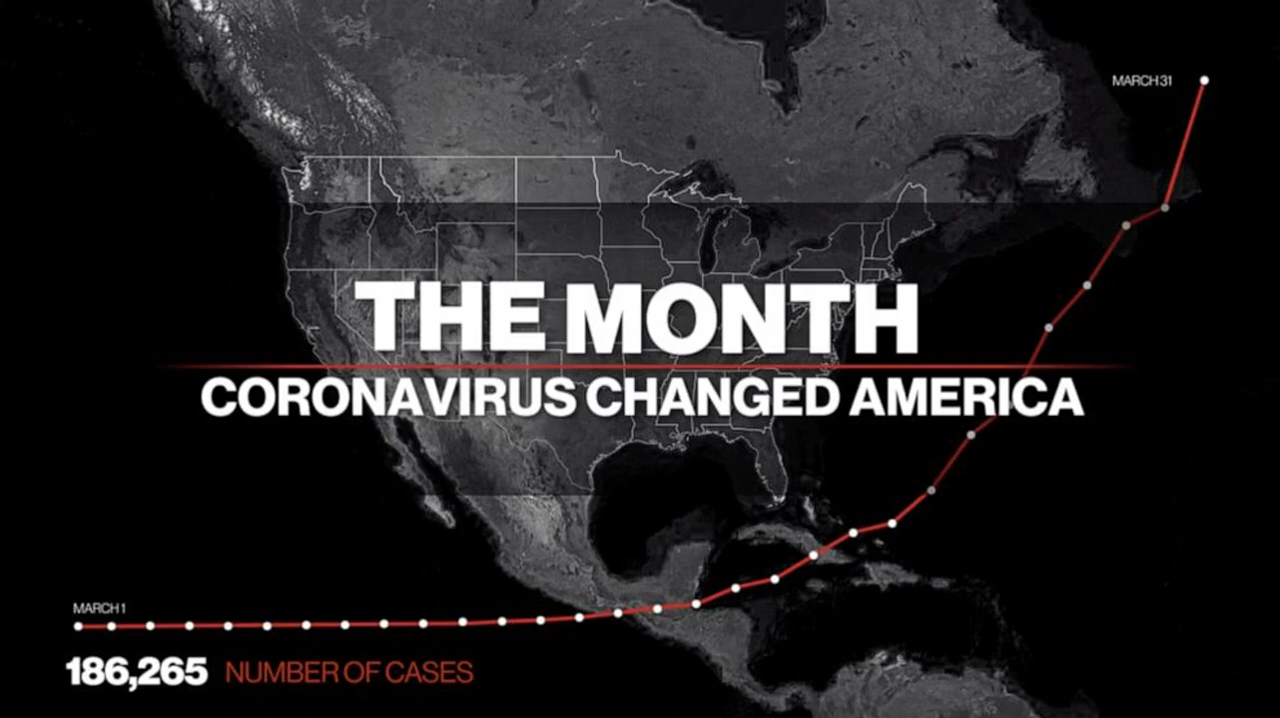 MARCH 31
THE MONTH
CORONAVIRUS CHANGED AMERICA
MARCH 1
186,265 NUMBER OF CASES